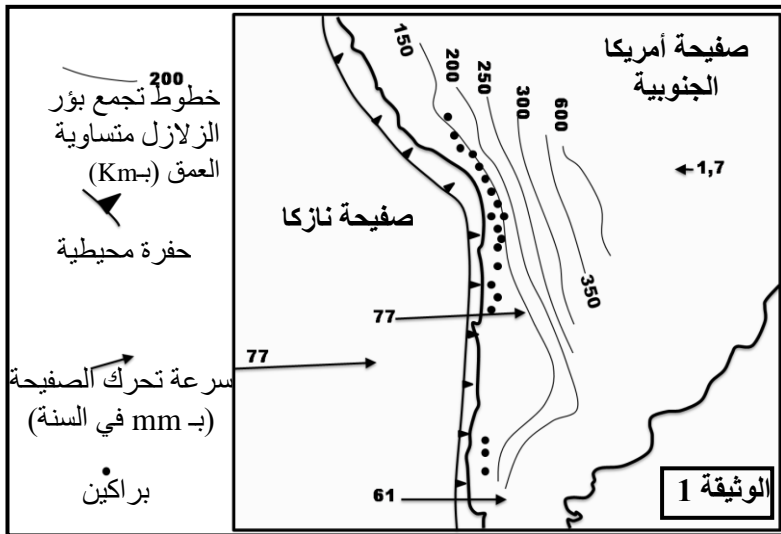 200
خطوط تجمع بؤر
الزلازل متساوية
العمق (بـKm)
حفرة محيطية
سرعة تحرك الصفيحة
(بـ mm في السنة)
براكين
صفيحة أمريكا
الجنوبية
150
200
250
300
600
350
1,7
صفيحة نازكا
77
77
61
الوثيقة 1